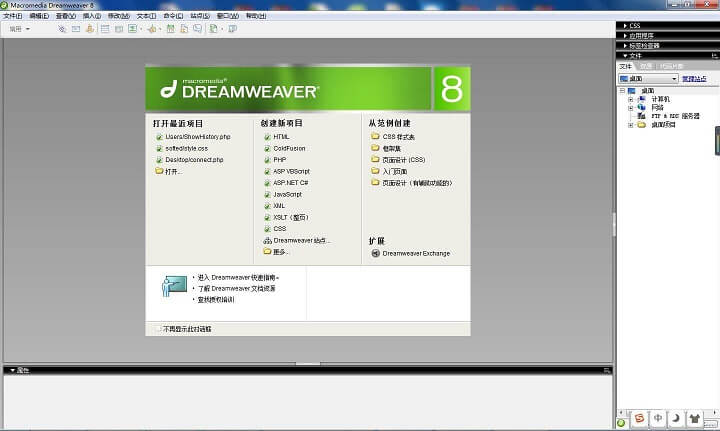 Macromedia Dreamweaver 8
文件(F) 编辑(E) 查看(V) 插入(I) 修改(M) 文本(T) 命令(C) 站点(S) 窗口(W) 帮助(H)
常用
macromedia®
DREAMWEAVER® 8
打开最近项目
Users/ShowHistory.php
softed/style.css
Desktop/connect.php
打开...
创建新项目
HTML
ColdFusion
PHP
ASP VBScript
ASP.NET C#
JavaScript
XML
XSLT（整页）
CSS
Dreamweaver 站点...
更多...
从范例创建
CSS 样式表
框架集
页面设计 (CSS)
入门页面
页面设计（有辅助功能的）
扩展
Dreamweaver Exchange
• 进入 Dreamweaver 快速指南»
• 了解 Dreamweaver 文档资源
• 查找授权培训
不再显示此对话框
属性
CSS
应用程序
标签检查器
文件
文件 资源 代码片断
桌面 管理站点
桌面
计算机
网络
FTP & RDS 服务器
桌面项目
S 中